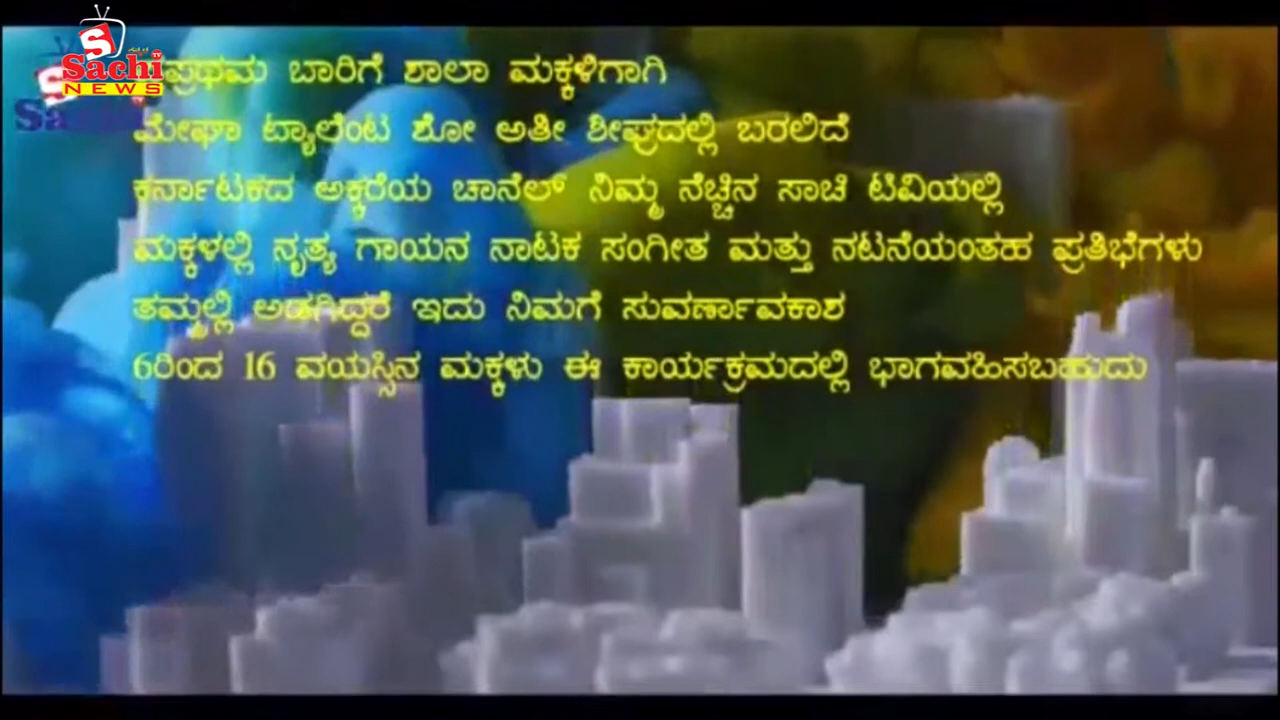 Sachi TV
NEWS
ಪ್ರಥಮ ಬಾರಿಗೆ ಶಾಲಾ ಮಕ್ಕಳಿಗಾಗಿ
ಮೇಘಾ ಟ್ಯಾಲೆಂಟ ಶೋ ಅತೀ ಶೀಘ್ರದಲ್ಲಿ ಬರಲಿದೆ
ಕರ್ನಾಟಕದ ಅಕ್ಕರೆಯ ಚಾನೆಲ್ ನಿಮ್ಮ ನೆಚ್ಚಿನ ಸಾಚಿ ಟಿವಿಯಲ್ಲಿ
ಮಕ್ಕಳಲ್ಲಿ ನೃತ್ಯ ಗಾಯನ ನಾಟಕ ಸಂಗೀತ ಮತ್ತು ನಟನೆಯಂತಹ ಪ್ರತಿಭೆಗಳು
ತಮ್ಮಲ್ಲಿ ಅಡಗಿದ್ದರೆ ಇದು ನಿಮಗೆ ಸುವರ್ಣಾವಕಾಶ
6ರಿಂದ 16 ವಯಸ್ಸಿನ ಮಕ್ಕಳು ಈ ಕಾರ್ಯಕ್ರಮದಲ್ಲಿ ಭಾಗವಹಿಸಬಹುದು